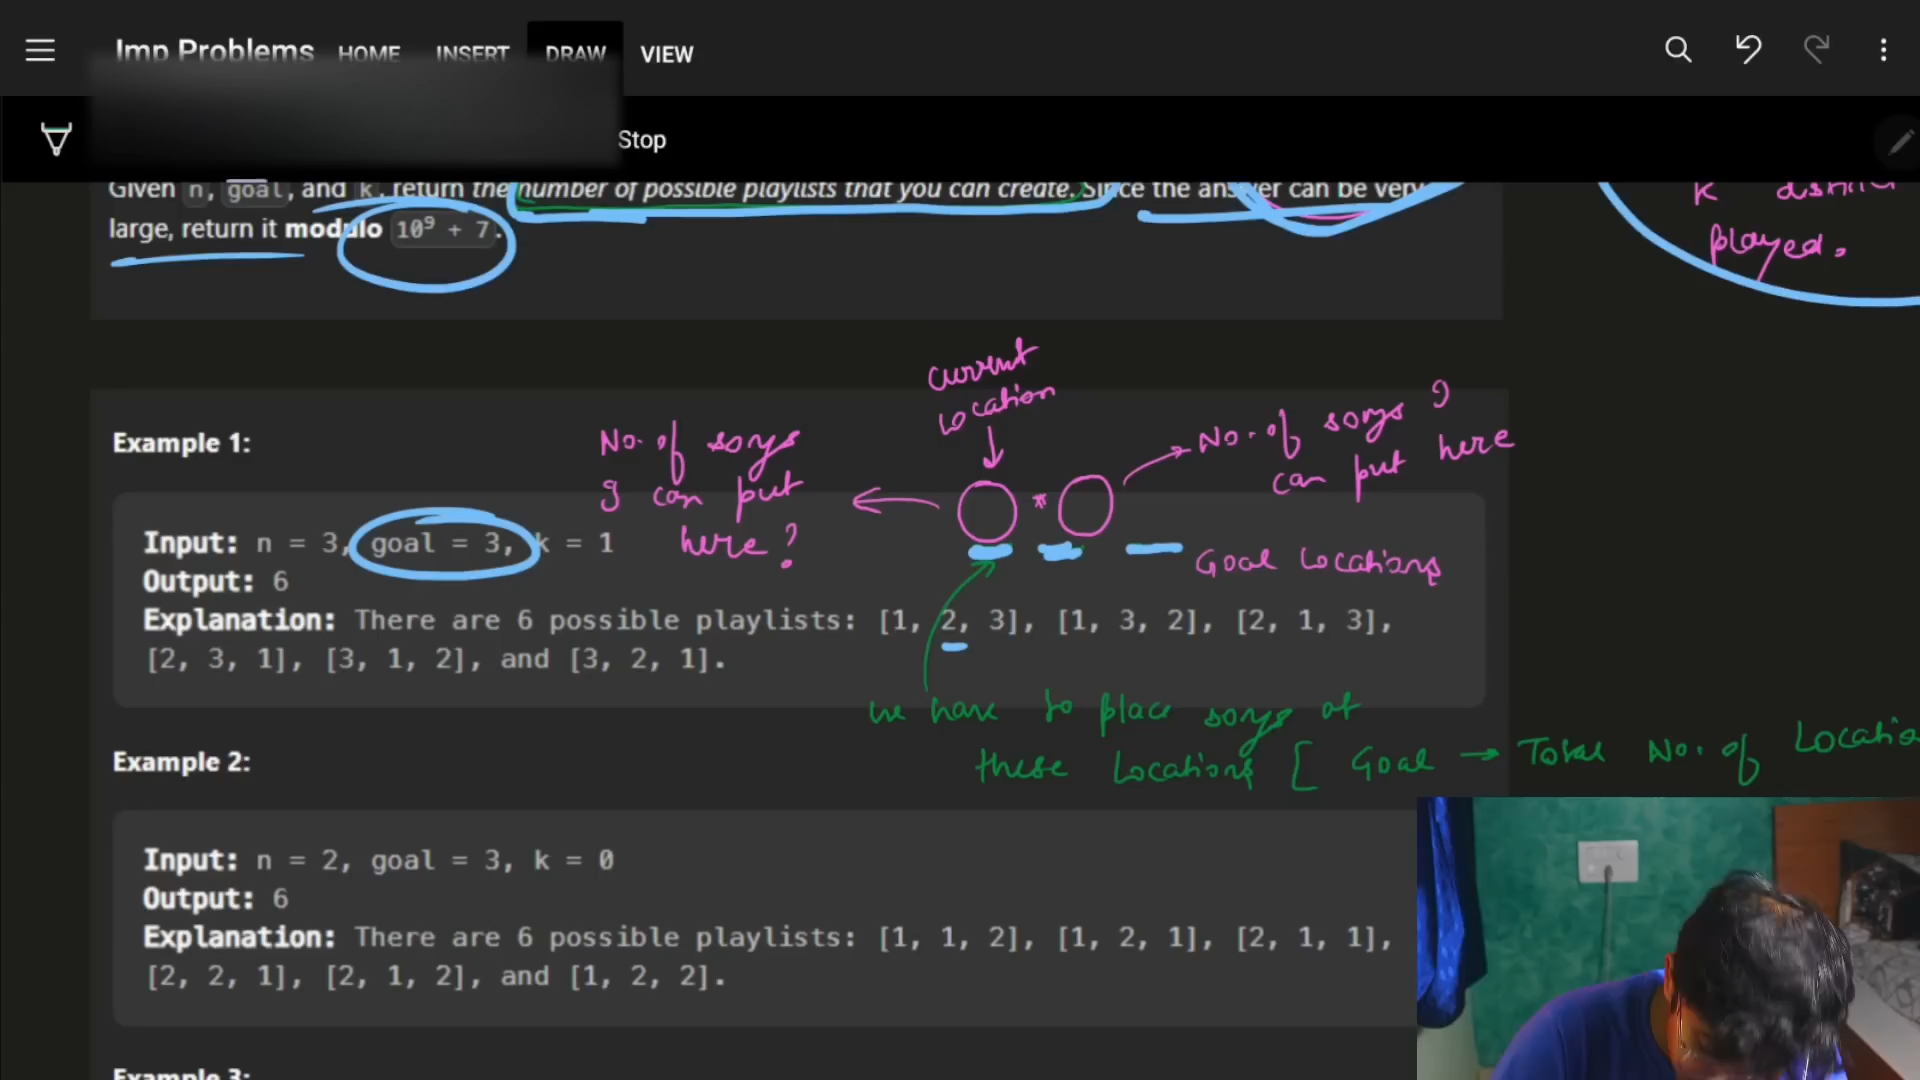 Imp Problems HOME INSERT DRAW VIEW
Stop
Given n, goal, and k, return the number of possible playlists that you can create. Since the answer can be very
large, return it modulo 10⁹ + 7.
K
played.
current
location
No. of songs
I can put
here?
No. of songs I
can put here
*
Goal Locations
Example 1:
Input: n = 3, goal = 3, k = 1
Output: 6
Explanation: There are 6 possible playlists: [1, 2, 3], [1, 3, 2], [2, 1, 3],
[2, 3, 1], [3, 1, 2], and [3, 2, 1].
we have to place songs at
these Locations [ Goal → Total No. of Locatio
Example 2:
Input: n = 2, goal = 3, k = 0
Output: 6
Explanation: There are 6 possible playlists: [1, 1, 2], [1, 2, 1], [2, 1, 1],
[2, 2, 1], [2, 1, 2], and [1, 2, 2].
Example 3: